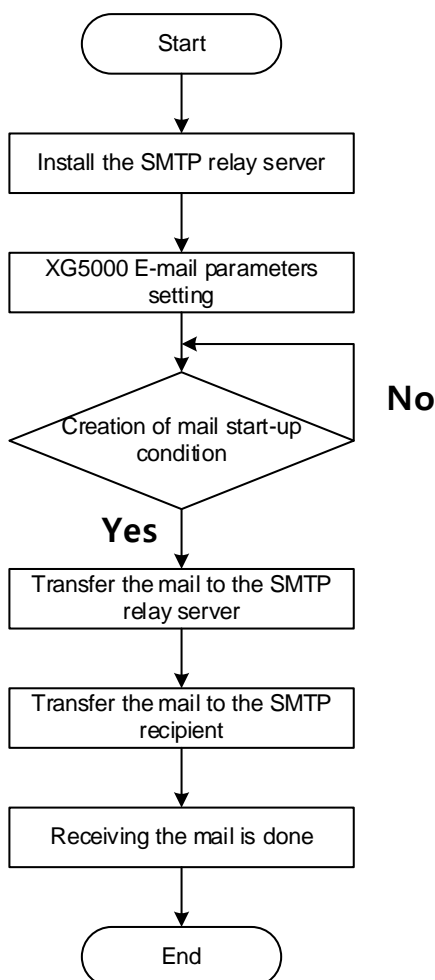 Start
Install the SMTP relay server
XG5000 E-mail parameters
setting
Creation of mail start-up
condition
No
Yes
Transfer the mail to the SMTP
relay server
Transfer the mail to the SMTP
recipient
Receiving the mail is done
End